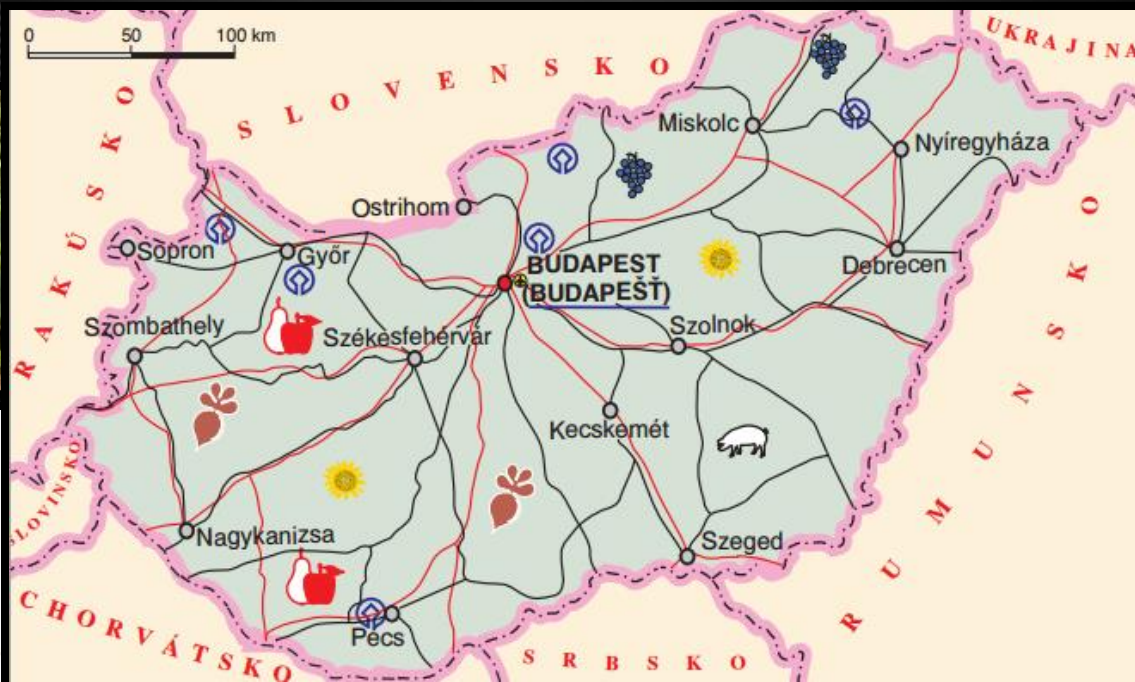 0 50 100 km
UKRAJINA
SLOVENSKO
RAKÚSKO
Miskolc
Nyíregyháza
Ostrihom
Sopron
Győr
BUDAPEST
(BUDAPEŠŤ)
Debrecen
Szombathely
Székesfehérvár
Szolnok
Kecskemét
RUMUNSKO
SLOVINSKO
Nagykanizsa
Szeged
Pécs
CHORVÁTSKO
SRBSKO